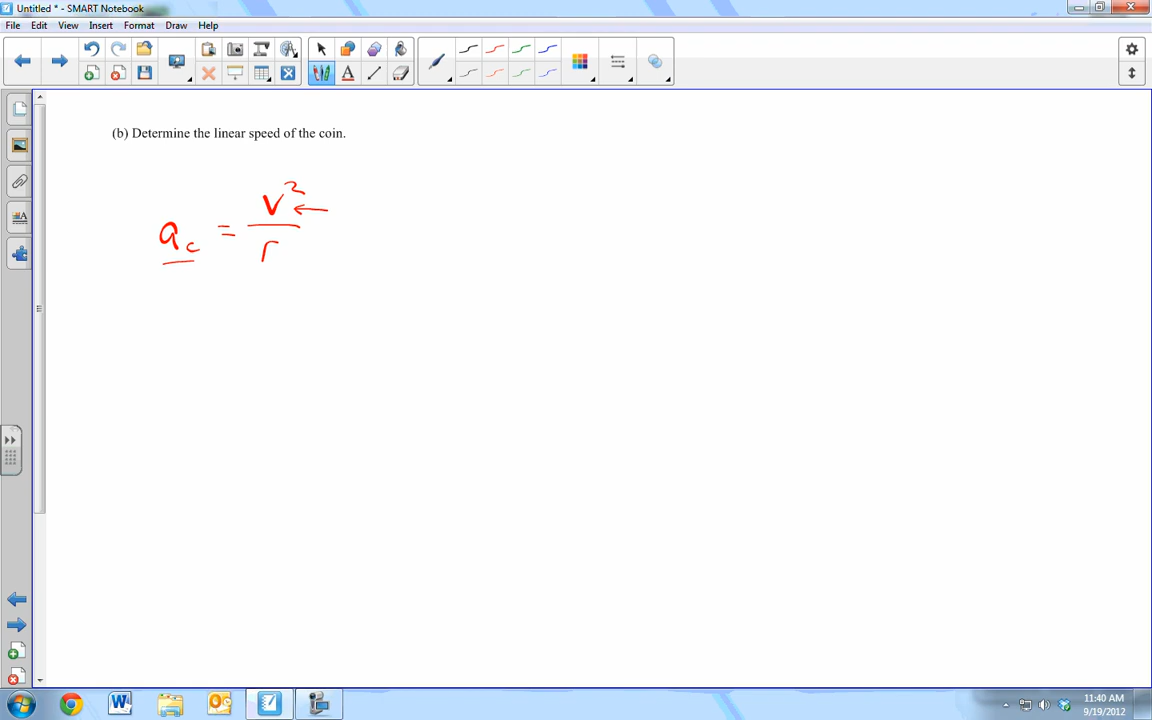 Untitled * - SMART Notebook
File Edit View Insert Format Draw Help
(b) Determine the linear speed of the coin.
a_c = v² / r
11:40 AM
9/19/2012